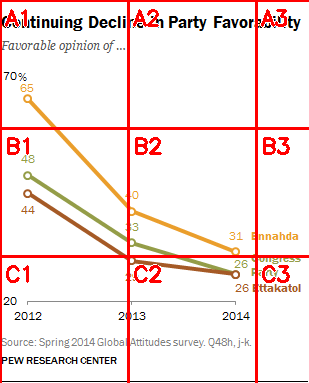 Continuing Decline in Party Favorability
Favorable opinion of ...
70%
65
48
44
40
33
31 Ennahda
26 Congress
Party
26 Ettakatol
20
2012 2013 2014
Source: Spring 2014 Global Attitudes survey. Q48h, j-k.
PEW RESEARCH CENTER
A1 A2 A3
B1 B2 B3
C1 C2 C3